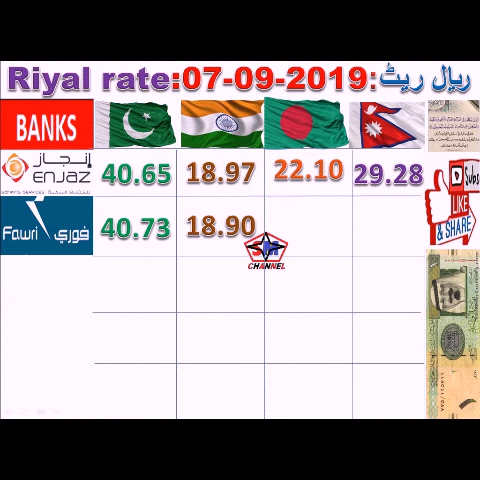 Riyal rate:07-09-2019:ریال ریٹ
BANKS
إنجاز
ENJAZ
40.65 18.97 22.10 29.28
Fawri فوري
40.73 18.90
CHANNEL
Subs
LIKE
& SHARE